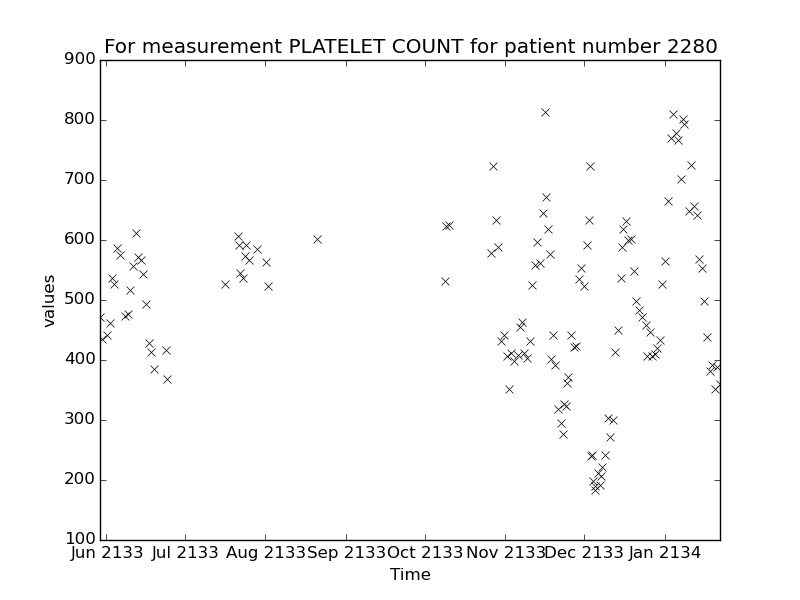 For measurement PLATELET COUNT for patient number 2280
900
800
700
600
500
400
300
200
100
values
Jun 2133 Jul 2133 Aug 2133 Sep 2133 Oct 2133 Nov 2133 Dec 2133 Jan 2134
Time